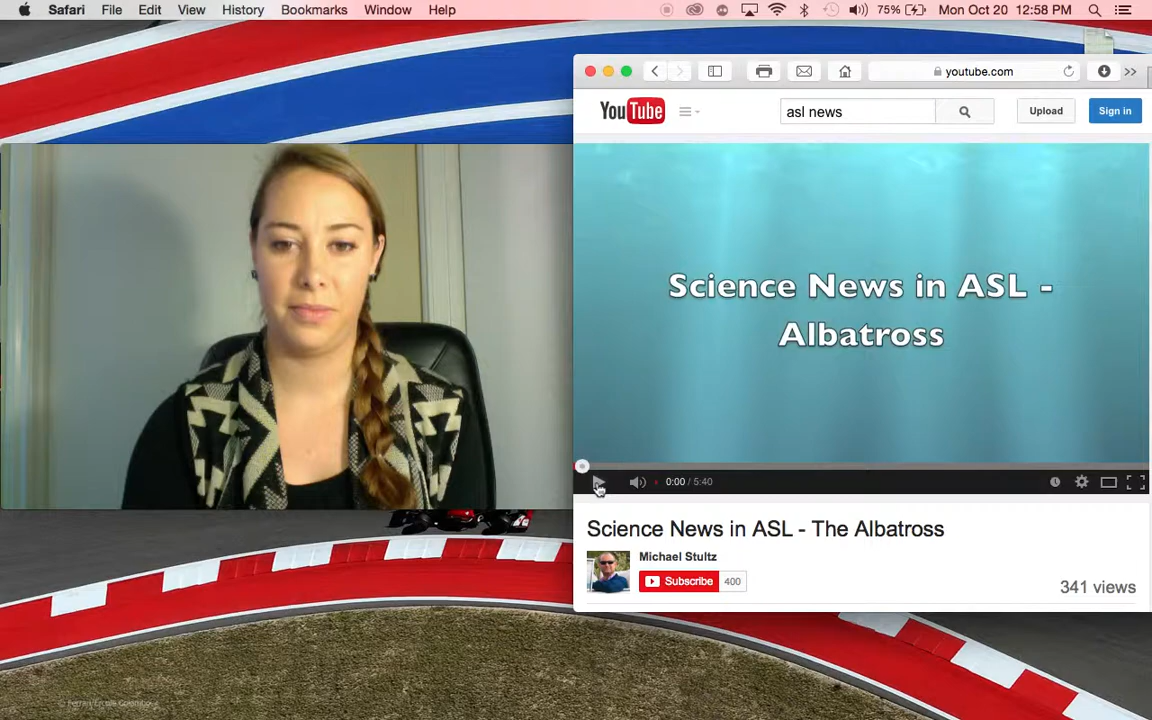 Safari File Edit View History Bookmarks Window Help 75% Mon Oct 20 12:58 PM
youtube.com
YouTube asl news Upload Sign in
Science News in ASL -
Albatross
0:00 / 5:40
Science News in ASL - The Albatross
Michael Stultz
Subscribe 400
341 views